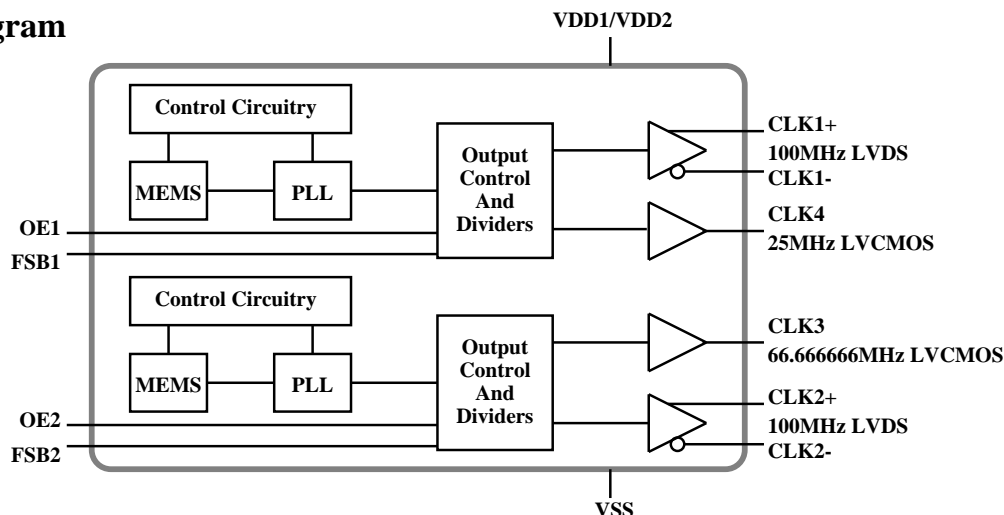 gram
VDD1/VDD2
Control Circuitry
MEMS
PLL
Output
Control
And
Dividers
CLK1+
100MHz LVDS
CLK1-
CLK4
25MHz LVCMOS
OE1
FSB1
Control Circuitry
MEMS
PLL
Output
Control
And
Dividers
CLK3
66.666666MHz LVCMOS
CLK2+
100MHz LVDS
CLK2-
OE2
FSB2
VSS